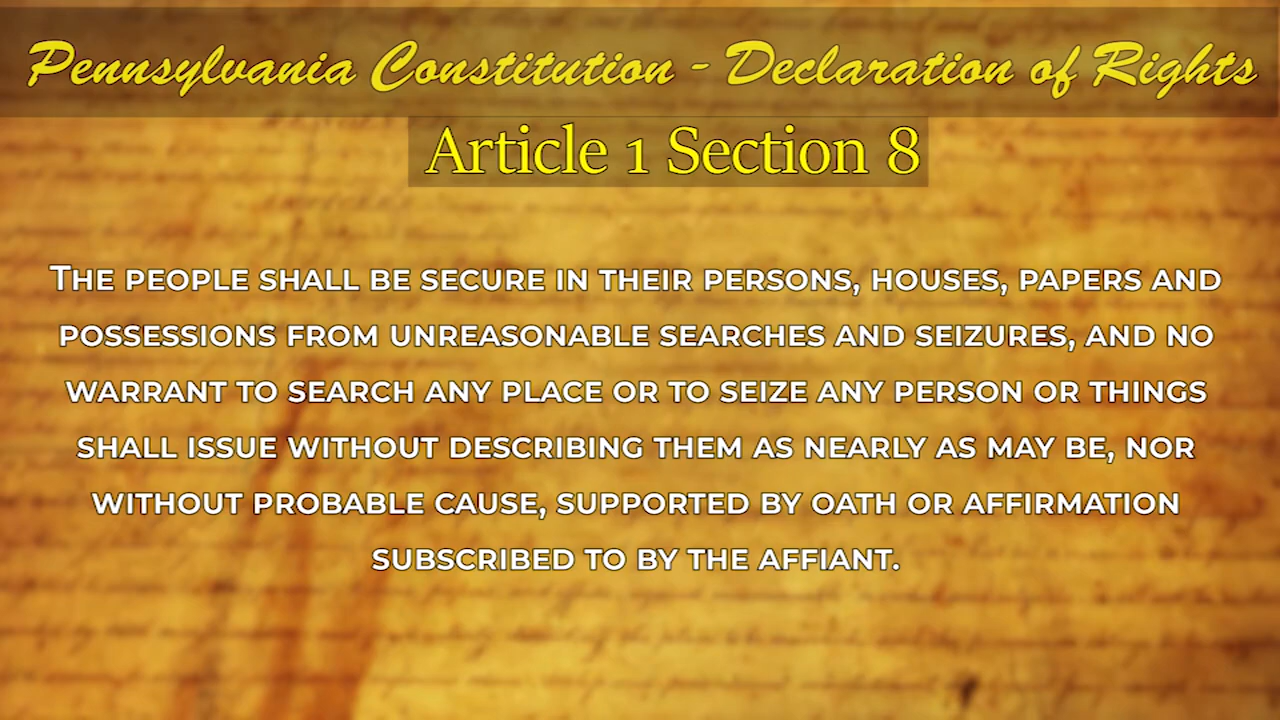 Pennsylvania Constitution - Declaration of Rights
Article 1 Section 8
The people shall be secure in their persons, houses, papers and
possessions from unreasonable searches and seizures, and no
warrant to search any place or to seize any person or things
shall issue without describing them as nearly as may be, nor
without probable cause, supported by oath or affirmation
subscribed to by the affiant.